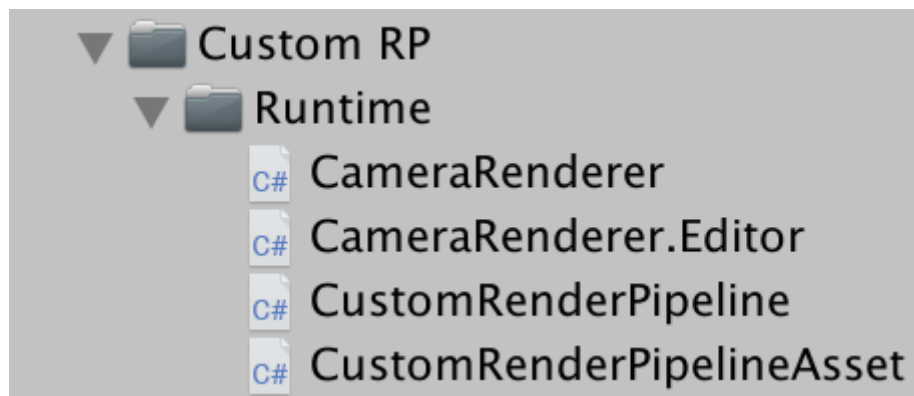 Custom RP
Runtime
C# CameraRenderer
C# CameraRenderer.Editor
C# CustomRenderPipeline
C# CustomRenderPipelineAsset